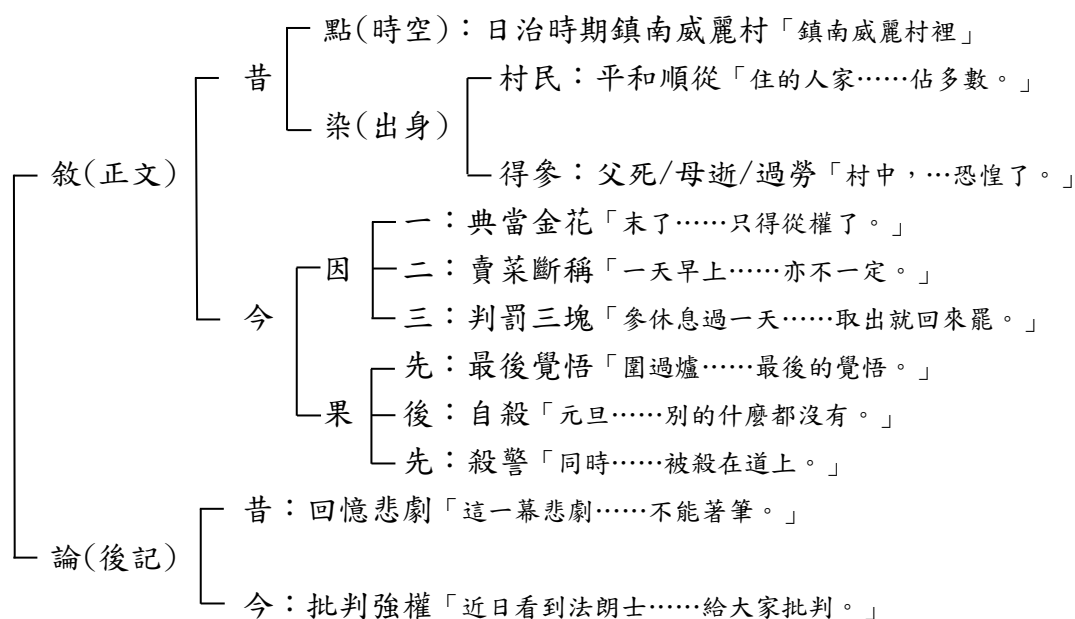 點(時空)：日治時期鎮南威麗村「鎮南威麗村裡」
昔
村民：平和順從「住的人家……佔多數。」
染(出身)
敘(正文)
得參：父死/母逝/過勞「村中，…恐惶了。」
一：典當金花「末了……只得從權了。」
因
二：賣菜斷稱「一天早上……亦不一定。」
今
三：判罰三塊「參休息過一天……取出就回來罷。」
先：最後覺悟「圍過爐……最後的覺悟。」
果
後：自殺「元旦……別的什麼都沒有。」
先：殺警「同時……被殺在道上。」
昔：回憶悲劇「這一幕悲劇……不能著筆。」
論(後記)
今：批判強權「近日看到法朗士……給大家批判。」